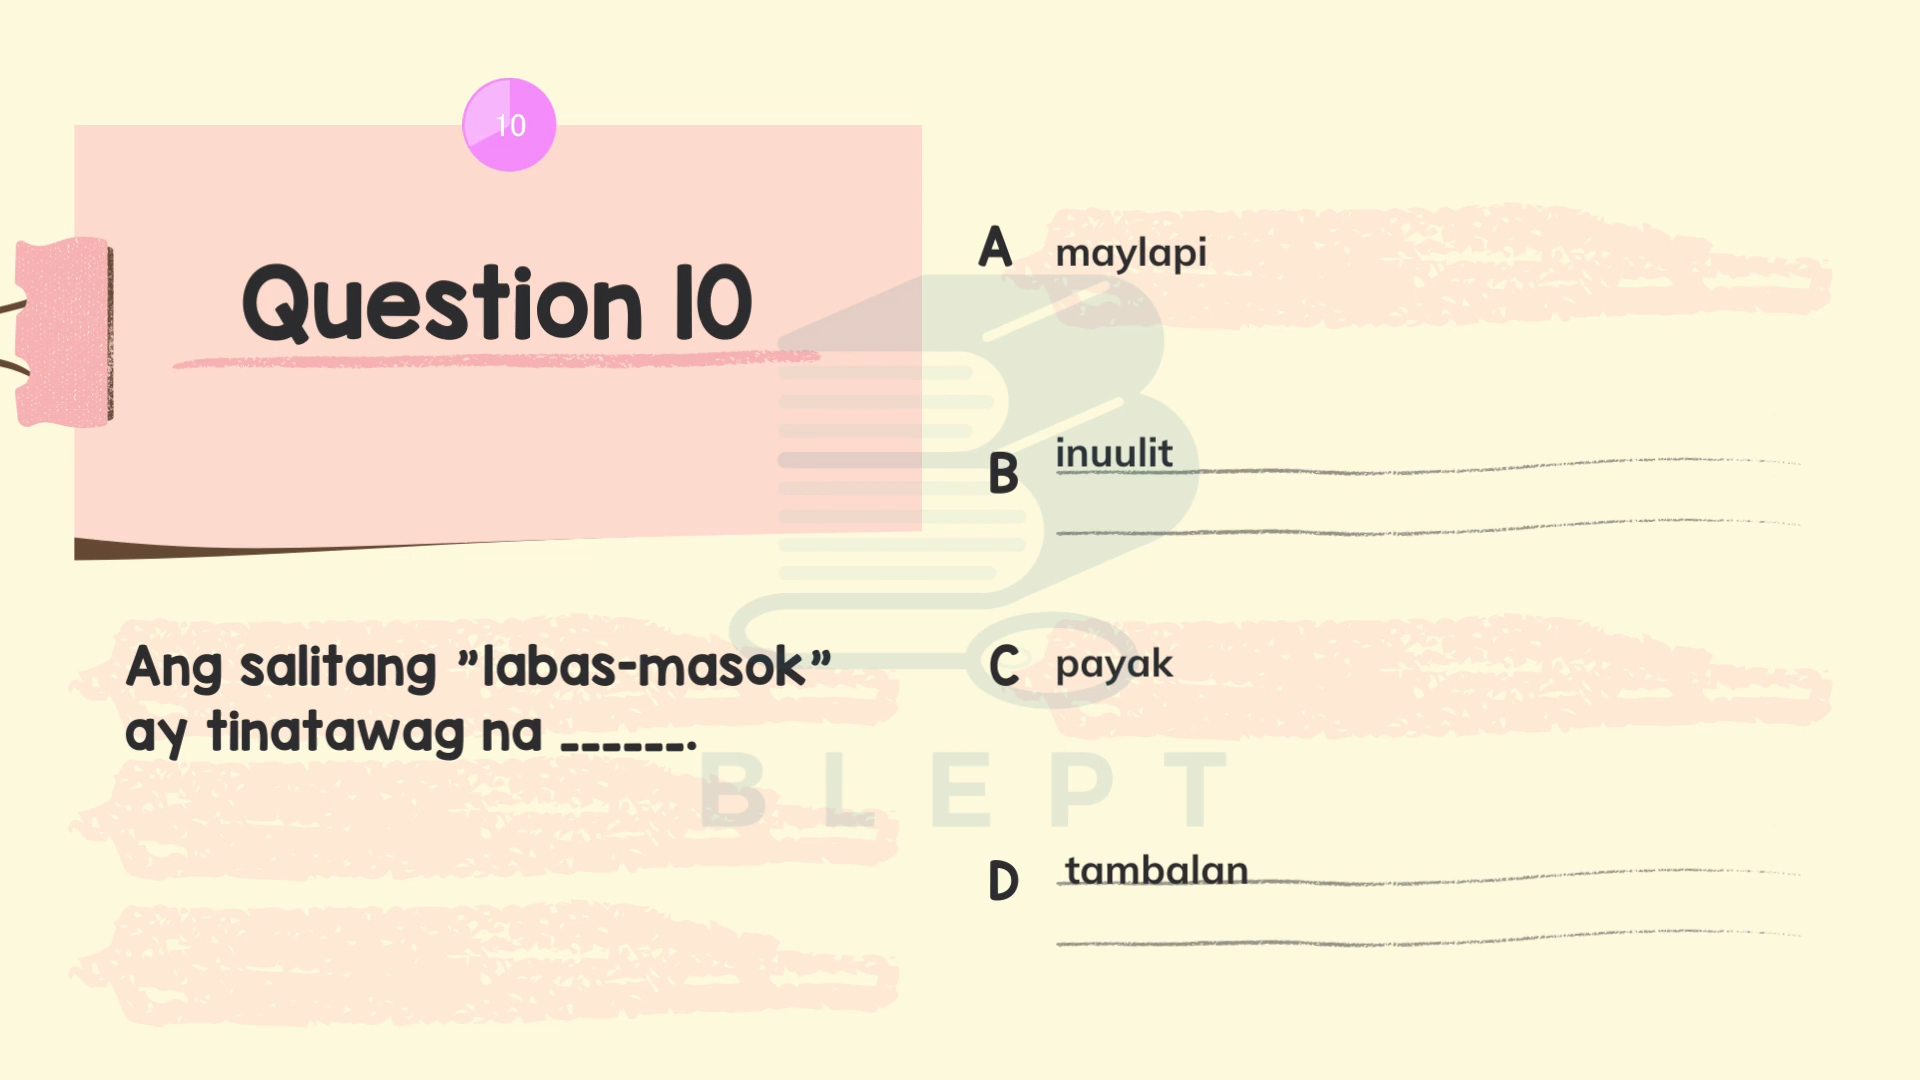 10
Question 10
Ang salitang ”labas-masok”
ay tinatawag na ______.
A maylapi
B inuulit
C payak
D tambalan
BLEPT